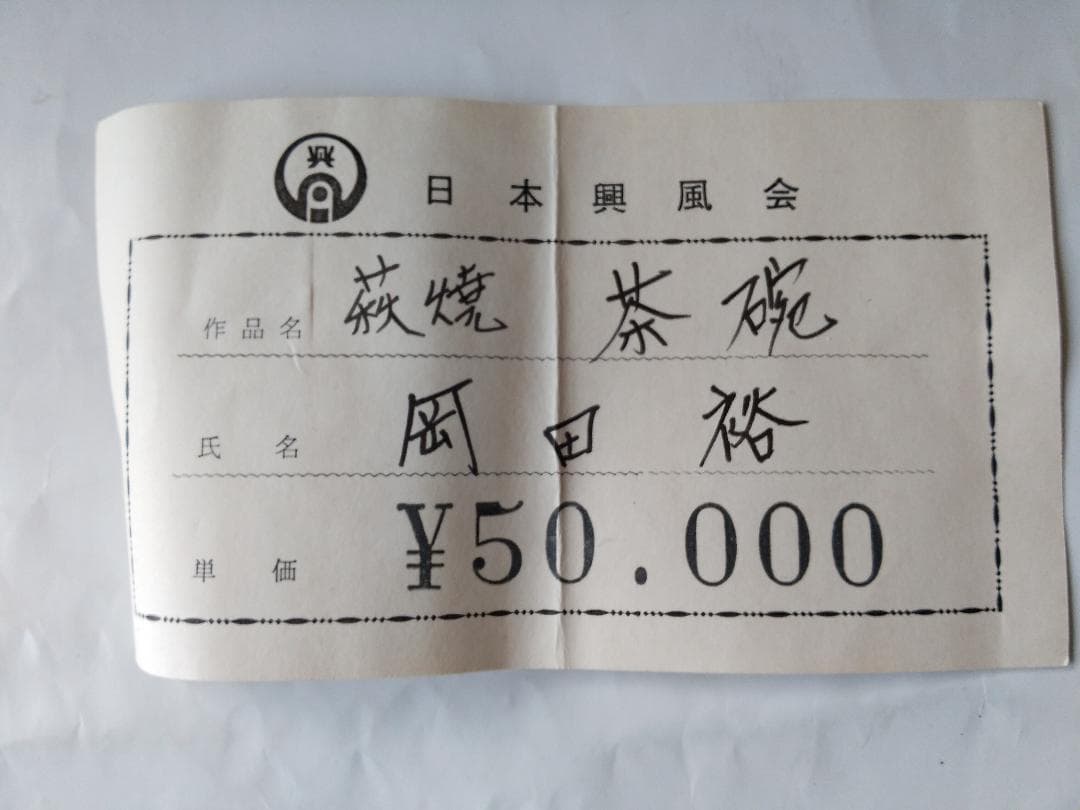 興
日本興風会
作品名 萩焼 茶碗
氏名 岡田 裕
単価 ¥50.000